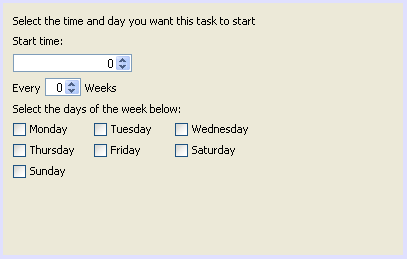 Select the time and day you want this task to start
Start time:
0
Every 0 Weeks
Select the days of the week below:
Monday Tuesday Wednesday
Thursday Friday Saturday
Sunday